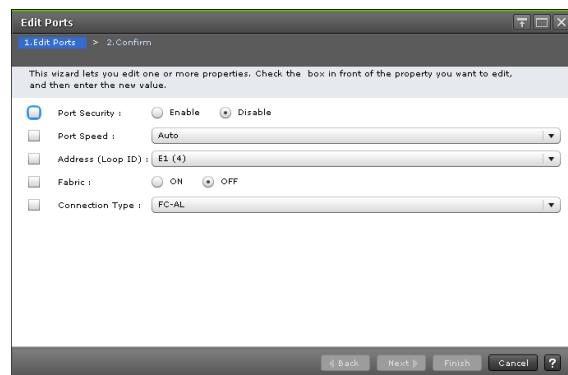 Edit Ports
1.Edit Ports > 2.Confirm
This wizard lets you edit one or more properties. Check the box in front of the property you want to edit,
and then enter the new value.
Port Security : Enable Disable
Port Speed : Auto
Address (Loop ID) : E1 (4)
Fabric : ON OFF
Connection Type : FC-AL
Back Next Finish Cancel ?